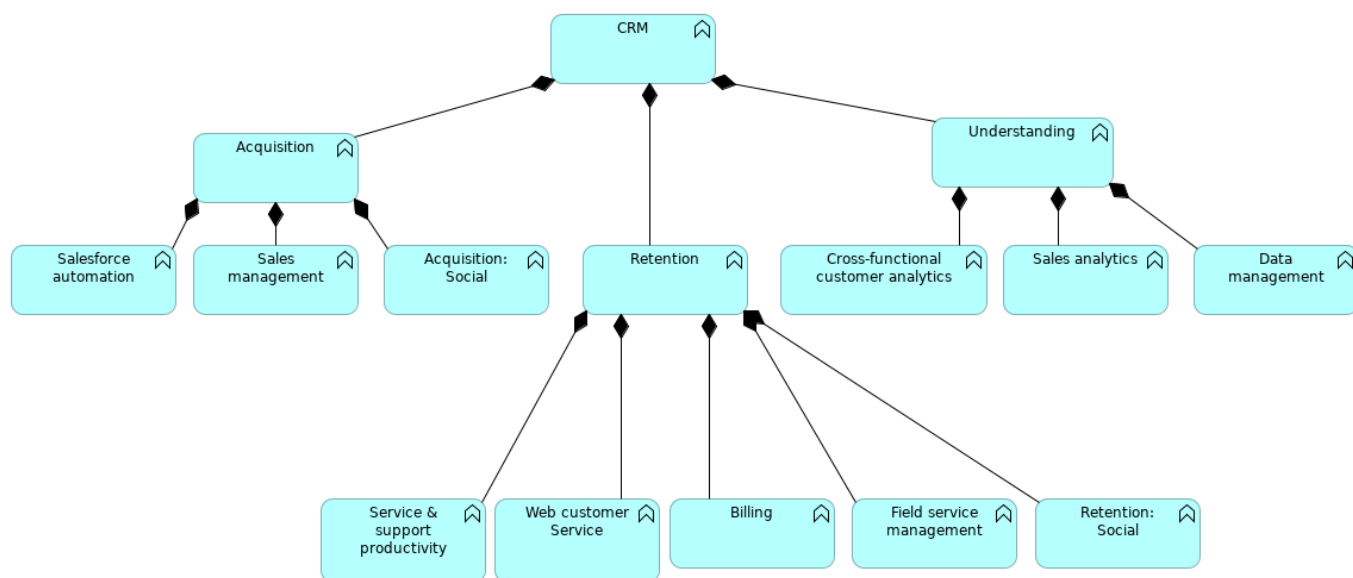 CRM
Understanding
Acquisition
Salesforce
automation
Sales
management
Acquisition:
Social
Retention
Cross-functional
customer analytics
Sales analytics
Data
management
Service &
support
productivity
Web customer
Service
Billing
Field service
management
Retention:
Social